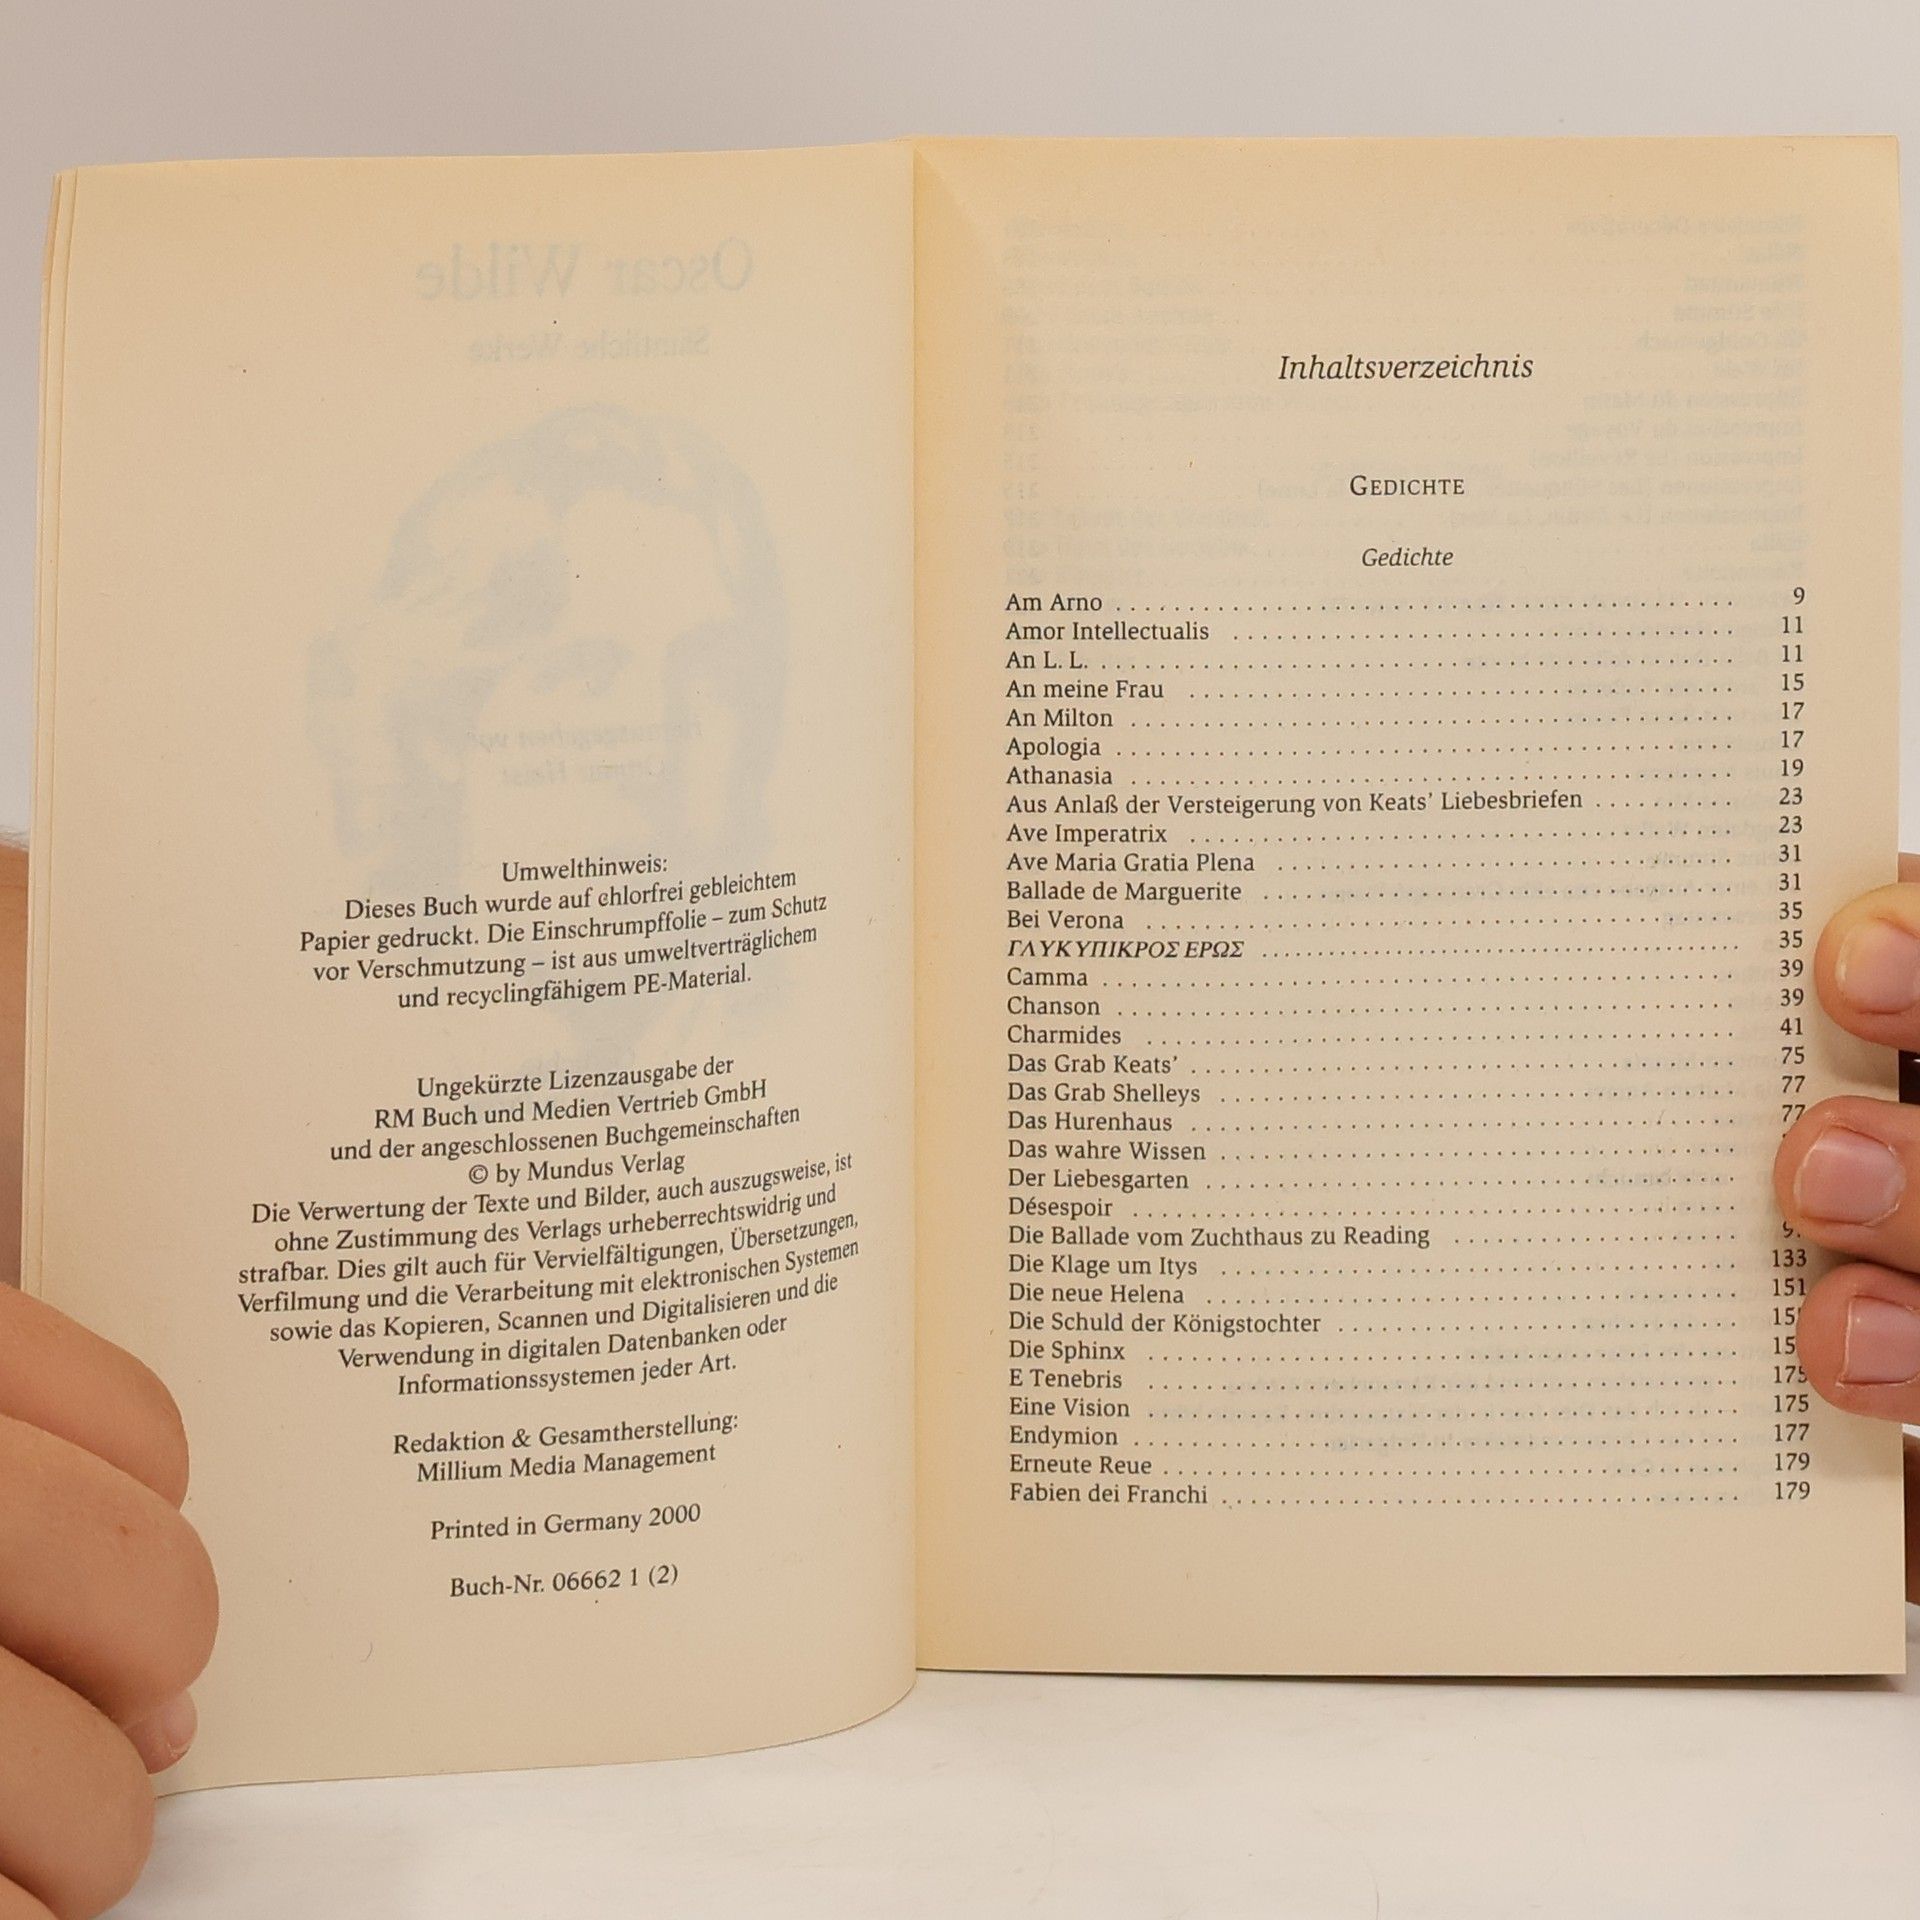 Oscar Wilde
Sämtliche Werke
Umwelthinweis:
Dieses Buch wurde auf chlorfrei gebleichtem
Papier gedruckt. Die Einschrumpffolie – zum Schutz
vor Verschmutzung – ist aus umweltverträglichem
und recyclingfähigem PE-Material.
Ungekürzte Lizenzausgabe der
RM Buch und Medien Vertrieb GmbH
und der angeschlossenen Buchgemeinschaften
© by Mundus Verlag
Die Verwertung der Texte und Bilder, auch auszugsweise, ist
ohne Zustimmung des Verlags urheberrechtswidrig und
strafbar. Dies gilt auch für Vervielfältigungen, Übersetzungen,
Verfilmung und die Verarbeitung mit elektronischen Systemen
sowie das Kopieren, Scannen und Digitalisieren und die
Verwendung in digitalen Datenbanken oder
Informationssystemen jeder Art.
Redaktion & Gesamtherstellung:
Millium Media Management
Printed in Germany 2000
Buch-Nr. 06662 1 (2)
Inhaltsverzeichnis
GEDICHTE
Gedichte
Am Arno . . . . . . . . . . 9
Amor Intellectualis . . . . . . . . . . 11
An L. L. . . . . . . . . . . 11
An meine Frau . . . . . . . . . . 15
An Milton . . . . . . . . . . 17
Apologia . . . . . . . . . . 17
Athanasia . . . . . . . . . . 19
Aus Anlaß der Versteigerung von Keats’ Liebesbriefen . . . . . . . . . . 23
Ave Imperatrix . . . . . . . . . . 23
Ave Maria Gratia Plena . . . . . . . . . . 31
Ballade de Marguerite . . . . . . . . . . 31
Bei Verona . . . . . . . . . . 35
ΓΛΥΚΥΠΙΚΡΟΣ ΕΡΩΣ . . . . . . . . . . 35
Camma . . . . . . . . . . 39
Chanson . . . . . . . . . . 39
Charmides . . . . . . . . . . 41
Das Grab Keats’ . . . . . . . . . . 75
Das Grab Shelleys . . . . . . . . . . 77
Das Hurenhaus . . . . . . . . . . 77
Das wahre Wissen . . . . . . . . . .
Der Liebesgarten . . . . . . . . . .
Désespoir . . . . . . . . . .
Die Ballade vom Zuchthaus zu Reading . . . . . . . . . .
Die Klage um Itys . . . . . . . . . . 133
Die neue Helena . . . . . . . . . . 151
Die Schuld der Königstochter . . . . . . . . . .
Die Sphinx . . . . . . . . . .
E Tenebris . . . . . . . . . . 175
Eine Vision . . . . . . . . . . 175
Endymion . . . . . . . . . . 177
Erneute Reue . . . . . . . . . . 179
Fabien dei Franchi . . . . . . . . . . 179